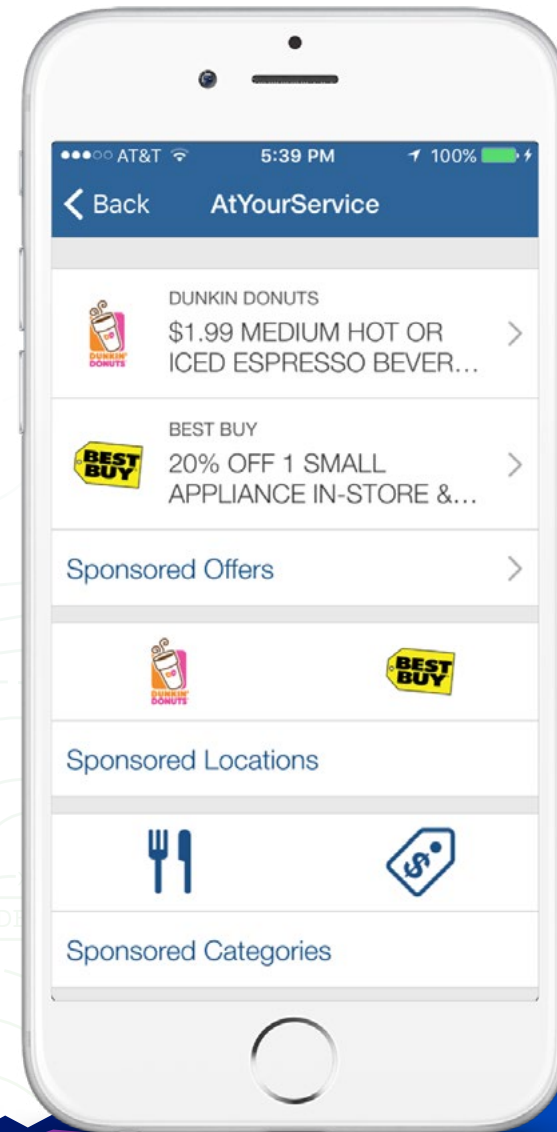 AT&T 5:39 PM 100%
Back AtYourService
DUNKIN DONUTS
$1.99 MEDIUM HOT OR
ICED ESPRESSO BEVER...
DUNKIN'
DONUTS
BEST BUY
20% OFF 1 SMALL
APPLIANCE IN-STORE &...
BEST
BUY
Sponsored Offers
DUNKIN'
DONUTS
BEST
BUY
Sponsored Locations
$
Sponsored Categories